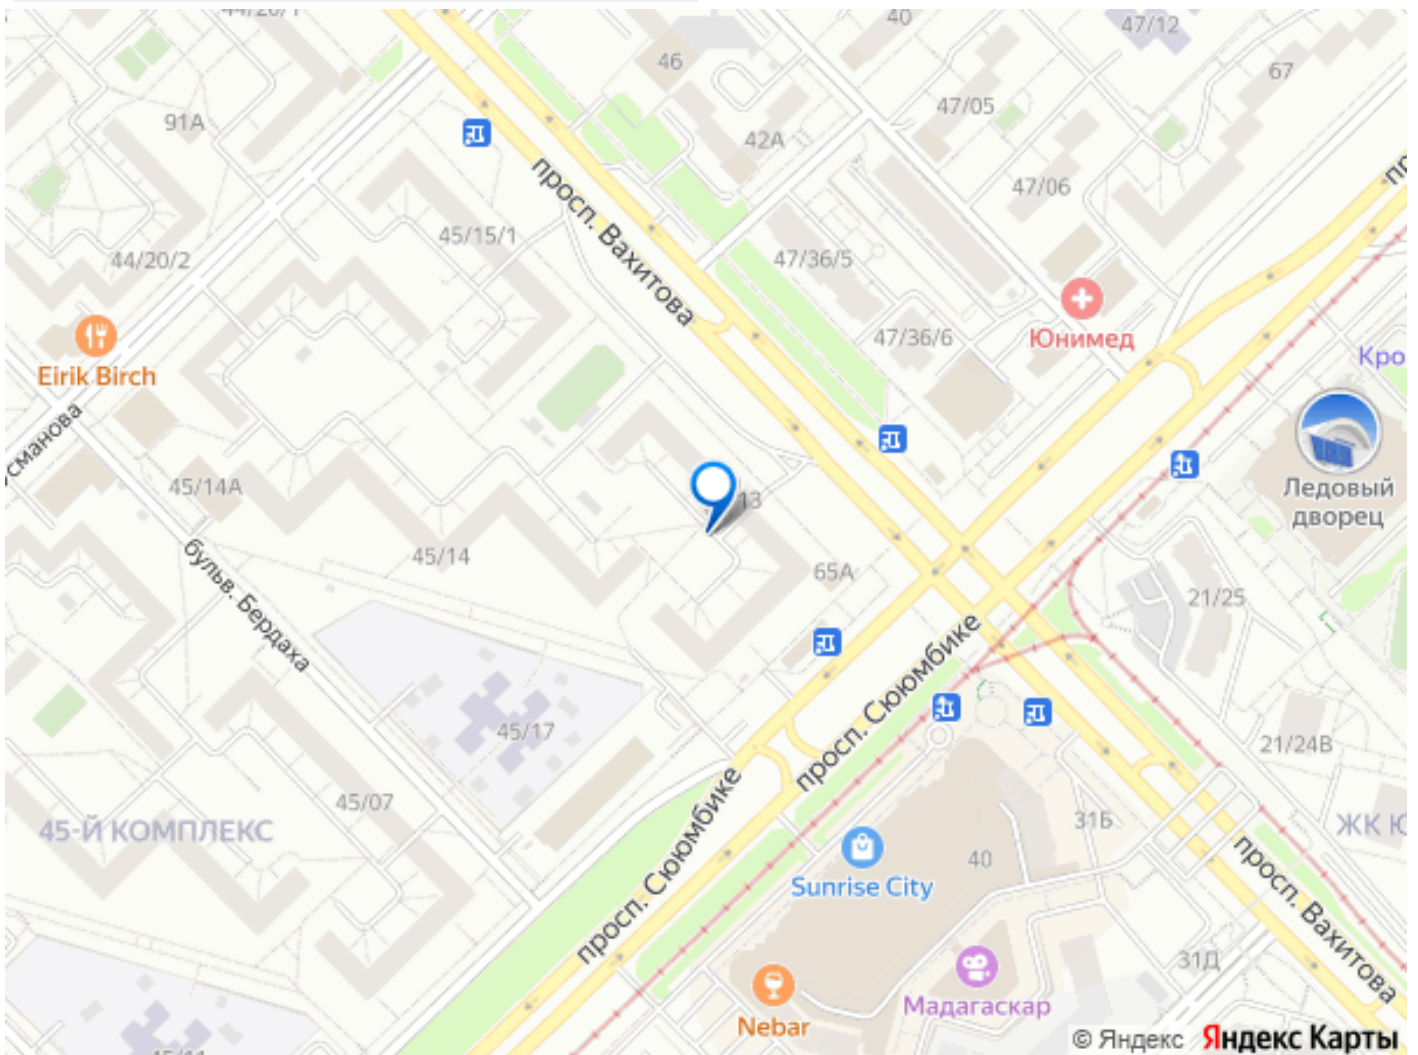 44/20/1
40
47/12
46
67
47/05
91А
42А
просп. Вахитова
47/06
45/15/1
44/20/2
47/36/5
47/36/6
Юнимед
Кро
Eirik Birch
сманова
45/14А
13
Ледовый
дворец
45/14
65А
21/25
бульв. Бердаха
просп. Сююмбике
45/17
21/24В
45/07
45-Й КОМПЛЕКС
просп. Сююмбике
31Б
ЖК Ю
40
Sunrise City
просп. Вахитова
31Д
Мадагаскар
Nebar
© Яндекс Яндекс Карты